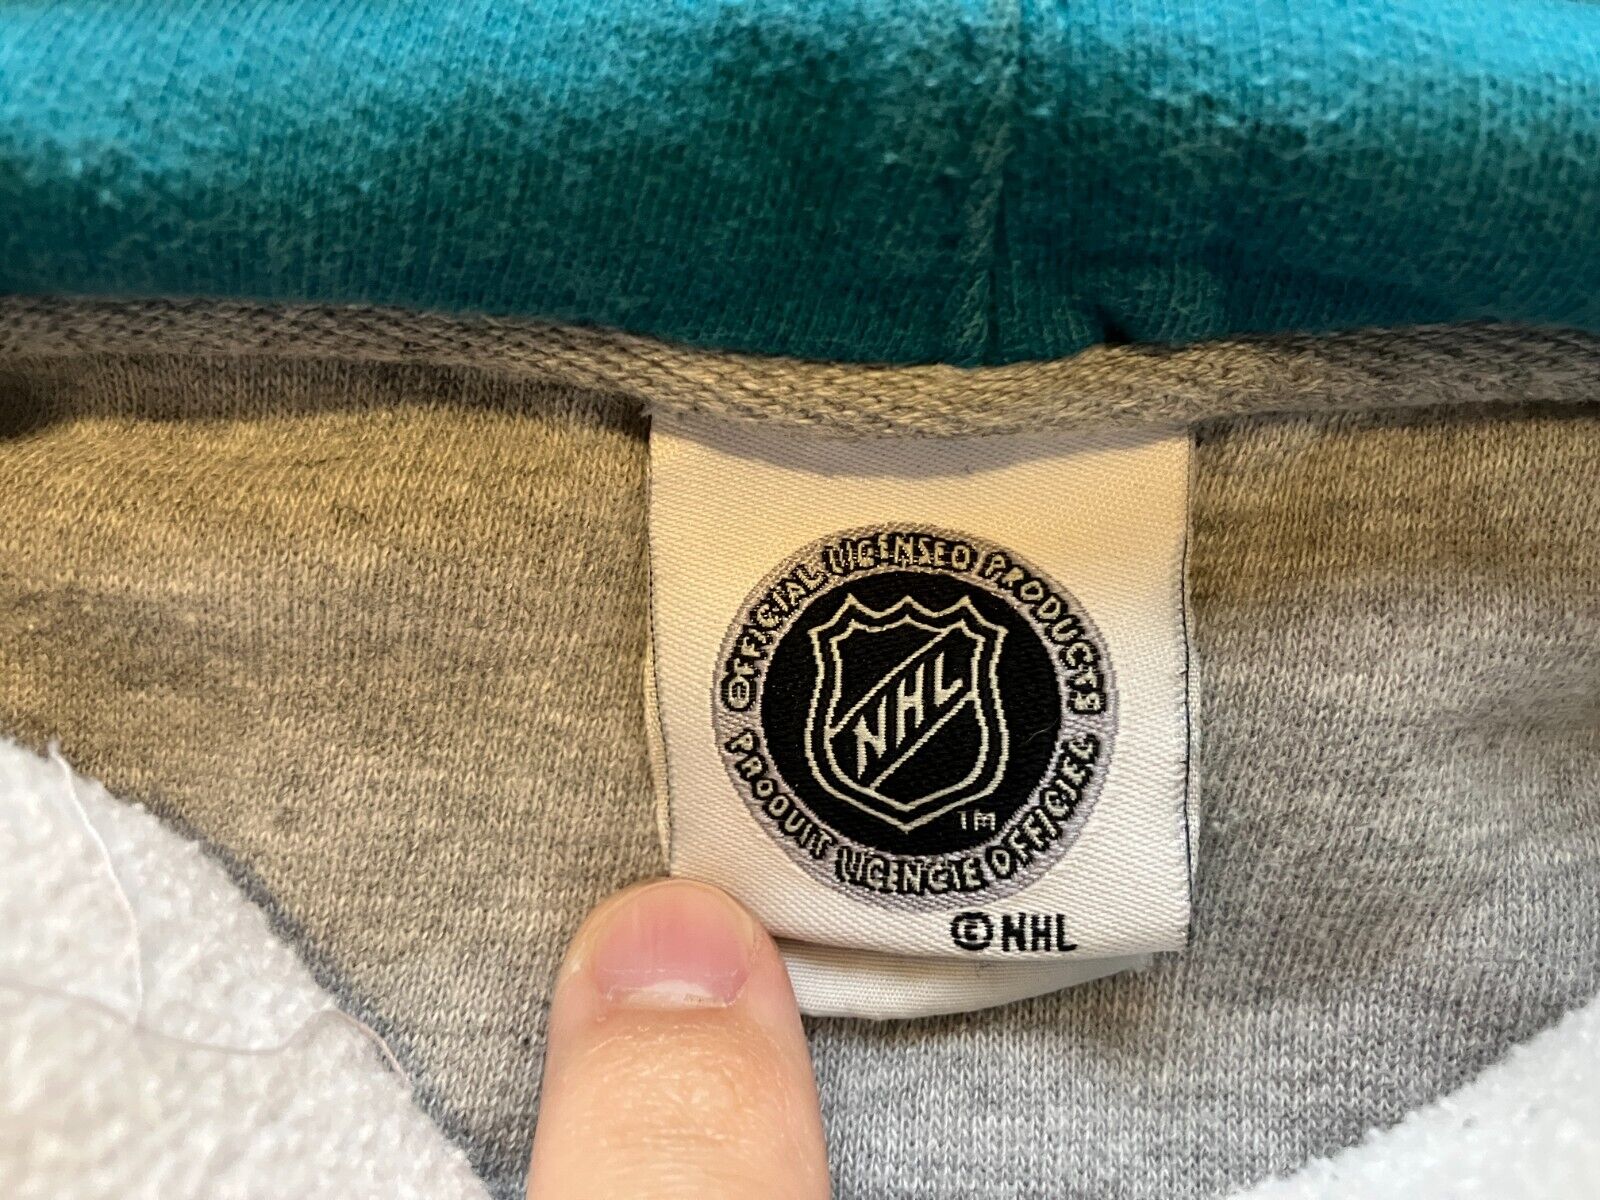 OFFICIAL LICENSED PRODUCTS
NHL
TM
PRODUIT LICENCIE OFFICIEL
© NHL